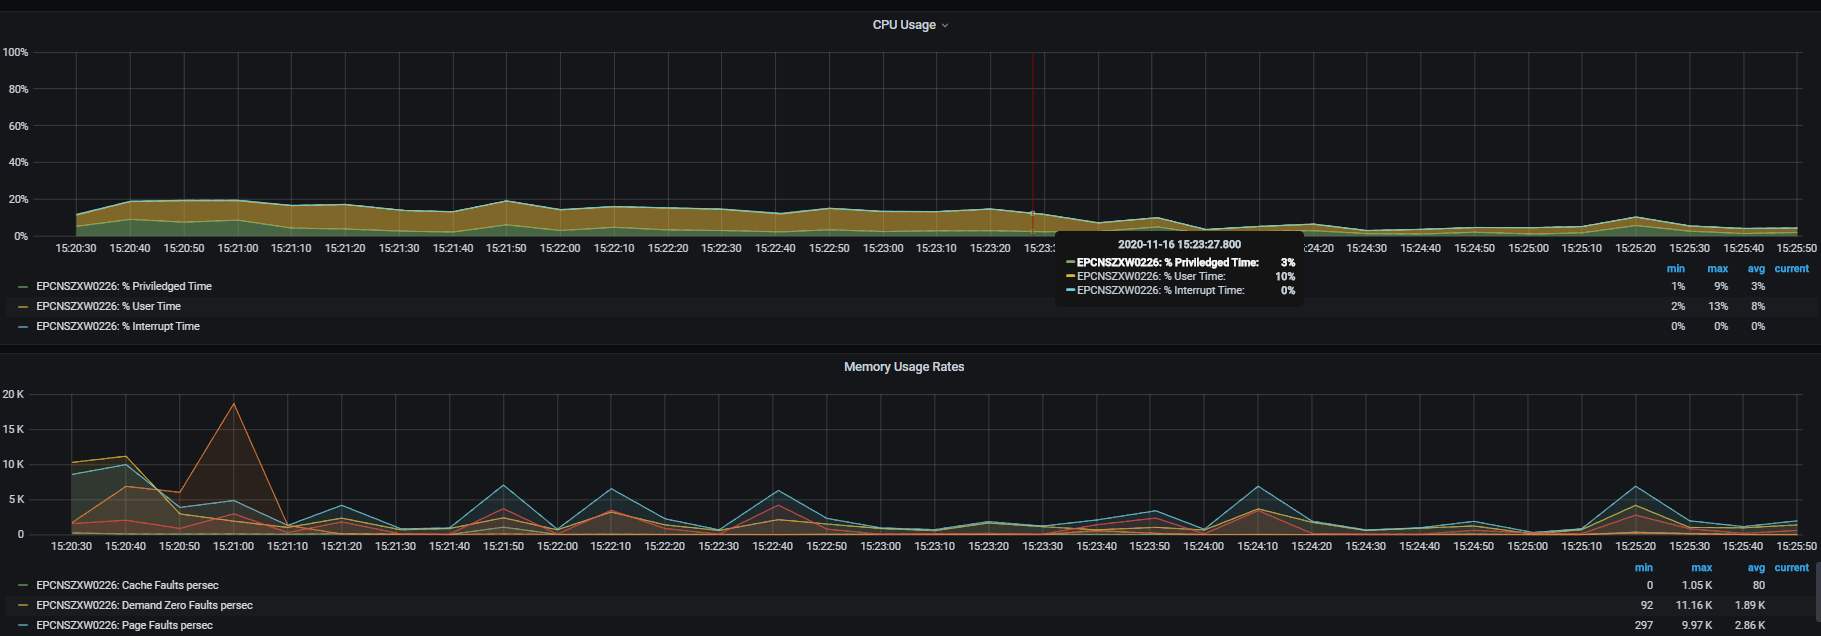 CPU Usage
100%
80%
60%
40%
20%
0%
15:20:30 15:20:40 15:20:50 15:21:00 15:21:10 15:21:20 15:21:30 15:21:40 15:21:50 15:22:00 15:22:10 15:22:20 15:22:30 15:22:40 15:22:50 15:23:00 15:23:10 15:23:20 15:23: :24:20 15:24:30 15:24:40 15:24:50 15:25:00 15:25:10 15:25:20 15:25:30 15:25:40 15:25:50
2020-11-16 15:23:27.800
EPCNSZXW0226: % Priviledged Time: 3%
EPCNSZXW0226: % User Time: 10%
EPCNSZXW0226: % Interrupt Time: 0%
min max avg current
EPCNSZXW0226: % Priviledged Time 1% 9% 3%
EPCNSZXW0226: % User Time 2% 13% 8%
EPCNSZXW0226: % Interrupt Time 0% 0% 0%
Memory Usage Rates
20 K
15 K
10 K
5 K
0
15:20:30 15:20:40 15:20:50 15:21:00 15:21:10 15:21:20 15:21:30 15:21:40 15:21:50 15:22:00 15:22:10 15:22:20 15:22:30 15:22:40 15:22:50 15:23:00 15:23:10 15:23:20 15:23:30 15:23:40 15:23:50 15:24:00 15:24:10 15:24:20 15:24:30 15:24:40 15:24:50 15:25:00 15:25:10 15:25:20 15:25:30 15:25:40 15:25:50
min max avg current
EPCNSZXW0226: Cache Faults persec 0 1.05 K 80
EPCNSZXW0226: Demand Zero Faults persec 92 11.16 K 1.89 K
EPCNSZXW0226: Page Faults persec 297 9.97 K 2.86 K